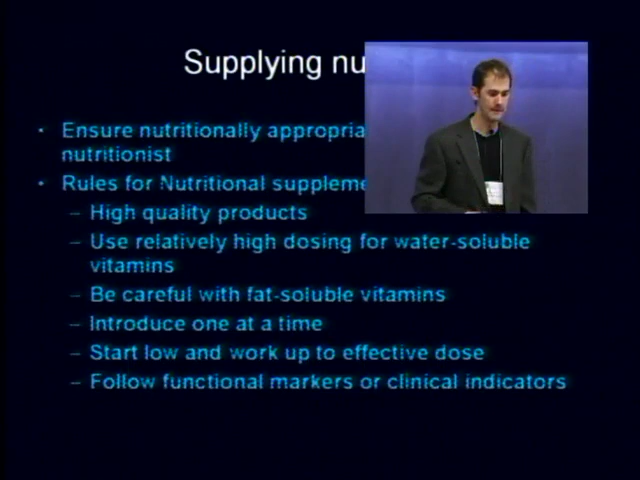 Supplying nu
• Ensure nutritionally appropria
nutritionist
• Rules for Nutritional suppleme
– High quality products
– Use relatively high dosing for water-soluble
vitamins
– Be careful with fat-soluble vitamins
– Introduce one at a time
– Start low and work up to effective dose
– Follow functional markers or clinical indicators